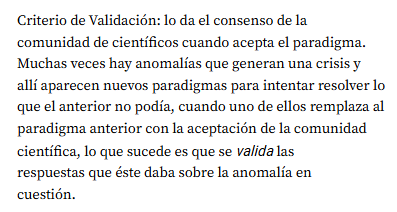 Criterio de Validación: lo da el consenso de la
comunidad de científicos cuando acepta el paradigma.
Muchas veces hay anomalías que generan una crisis y
allí aparecen nuevos paradigmas para intentar resolver lo
que el anterior no podía, cuando uno de ellos remplaza al
paradigma anterior con la aceptación de la comunidad
científica, lo que sucede es que se valida las
respuestas que éste daba sobre la anomalía en
cuestión.